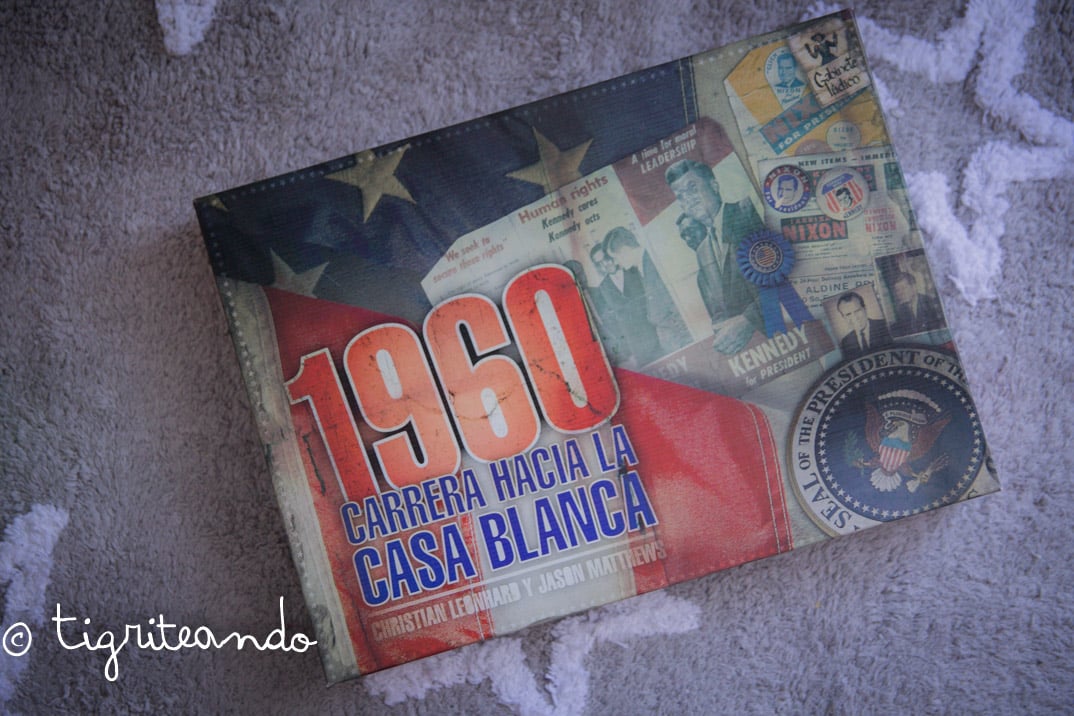 Gabinete
Lúdico
NIXON
FOR PRESIDENT
NEW ITEMS
A time for moral
LEADERSHIP
Human rights
Kennedy cares
Kennedy acts
"We seek to
secure these rights"
NIXON
NIXON
ALDINE
KENNEDY
for PRESIDENT
SEAL OF THE PRESIDENT OF THE
1960
CARRERA HACIA LA
CASA BLANCA
CHRISTIAN LEONHARD Y JASON MATTHEWS
© tigriteando